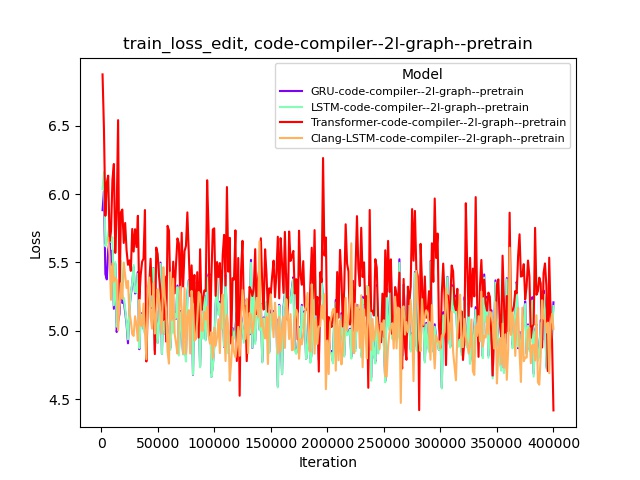 train_loss_edit, code-compiler--2l-graph--pretrain
Model
GRU-code-compiler--2l-graph--pretrain
LSTM-code-compiler--2l-graph--pretrain
Transformer-code-compiler--2l-graph--pretrain
Clang-LSTM-code-compiler--2l-graph--pretrain
Loss
6.5
6.0
5.5
5.0
4.5
0 50000 100000 150000 200000 250000 300000 350000 400000
Iteration